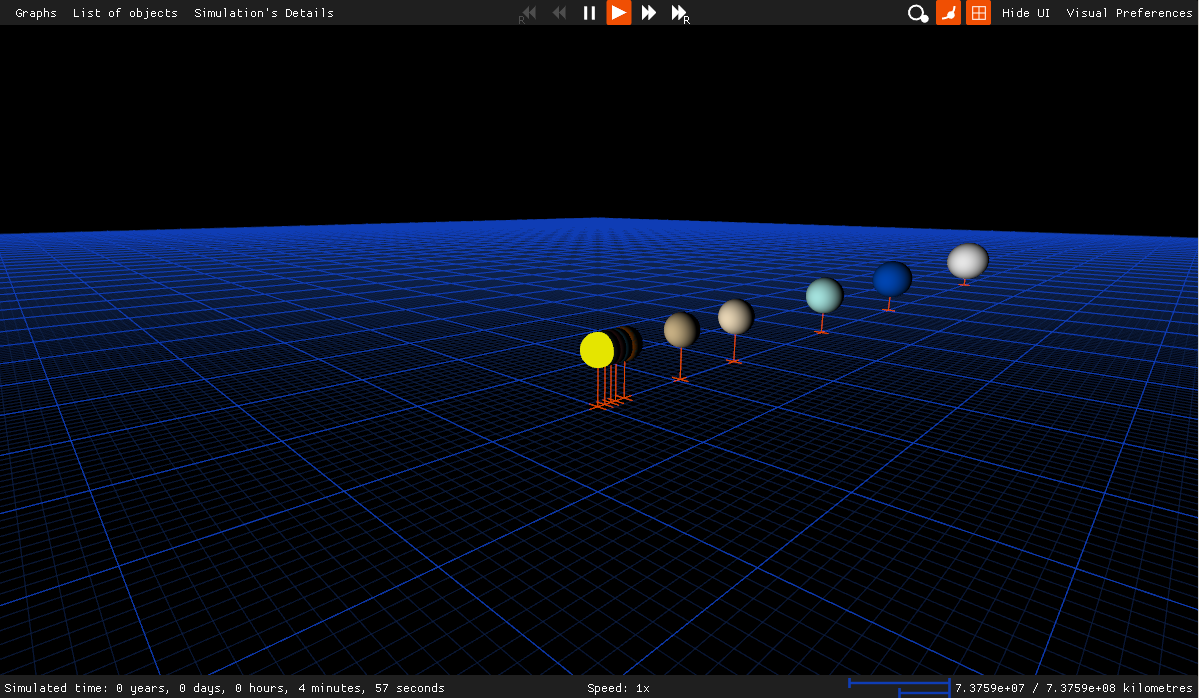 Graphs List of objects Simulation's Details R R Hide UI Visual Preferences
Simulated time: 0 years, 0 days, 0 hours, 4 minutes, 57 seconds Speed: 1x 7.3759e+07 / 7.3759e+08 kilometres